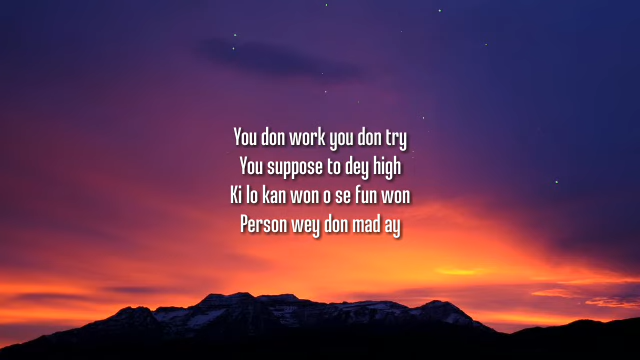 You don work you don try
You suppose to dey high
Ki lo kan won o se fun won
Person wey don mad ay